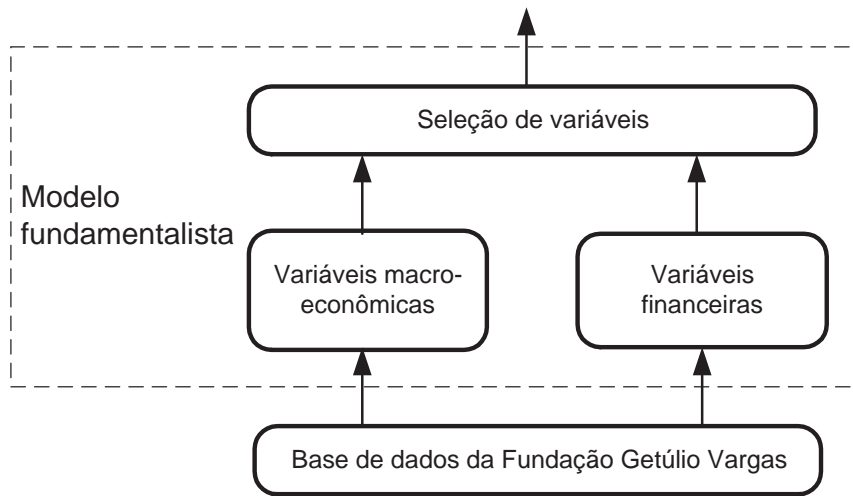 Seleção de variáveis
Modelo
fundamentalista
Variáveis macro-
econômicas
Variáveis
financeiras
Base de dados da Fundação Getúlio Vargas